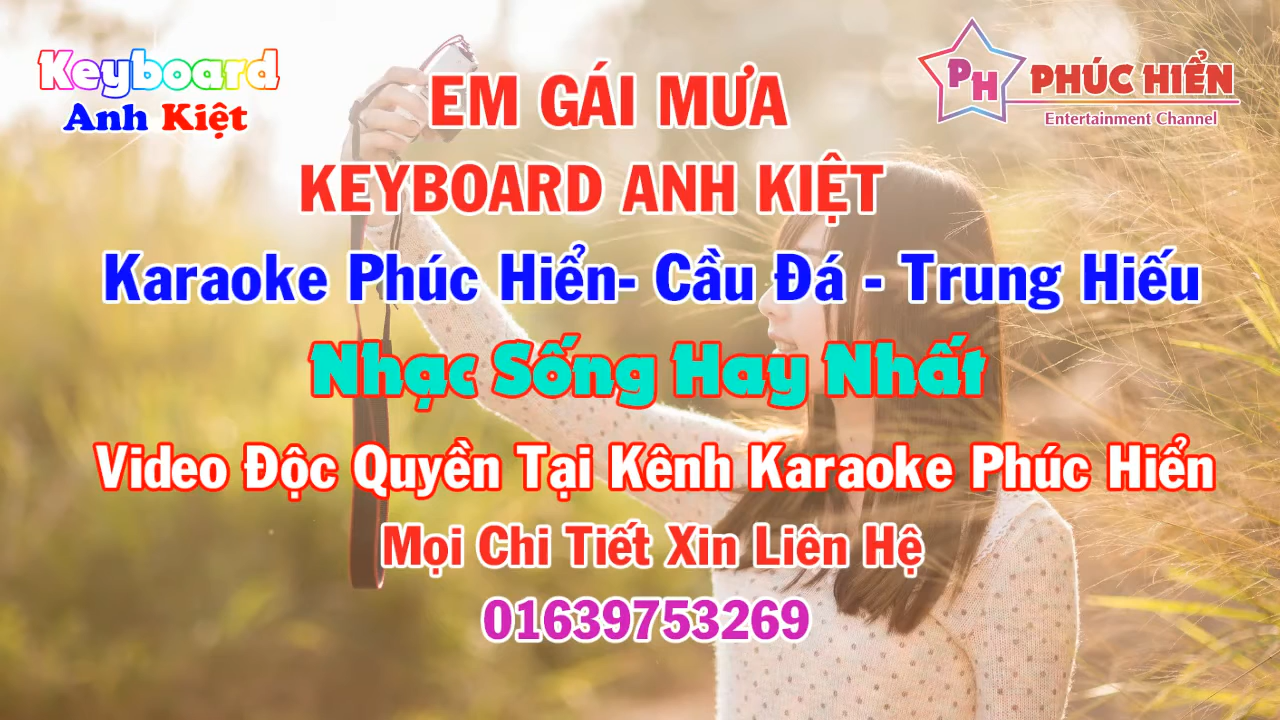 Keyboard
Anh Kiệt
PH PHÚC HIỂN
Entertainment Channel
EM GÁI MƯA
KEYBOARD ANH KIỆT
Karaoke Phúc Hiển- Cầu Đá - Trung Hiếu
Nhạc Sống Hay Nhất
Video Độc Quyền Tại Kênh Karaoke Phúc Hiển
Mọi Chi Tiết Xin Liên Hệ
01639753269